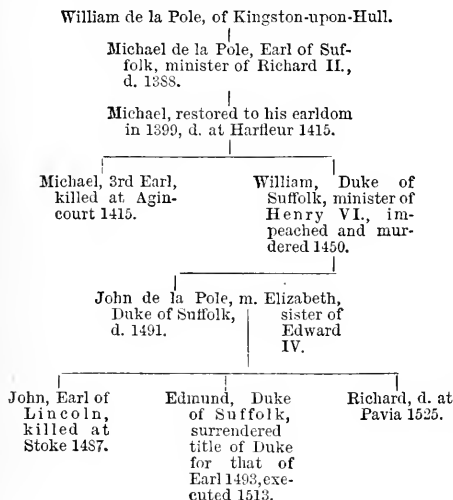 William de la Pole, of Kingston-upon-Hull.
Michael de la Pole, Earl of Suf-
folk, minister of Richard II.,
d. 1388.
Michael, restored to his earldom
in 1399, d. at Harfleur 1415.
Michael, 3rd Earl,
killed at Agin-
court 1415.
William, Duke of
Suffolk, minister of
Henry VI., im-
peached and mur-
dered 1450.
John de la Pole, m. Elizabeth,
Duke of Suffolk, sister of
d. 1491. Edward
IV.
John, Earl of
Lincoln,
killed at
Stoke 1487.
Edmund, Duke
of Suffolk,
surrendered
title of Duke
for that of
Earl 1493, exe-
cuted 1513.
Richard, d. at
Pavia 1525.